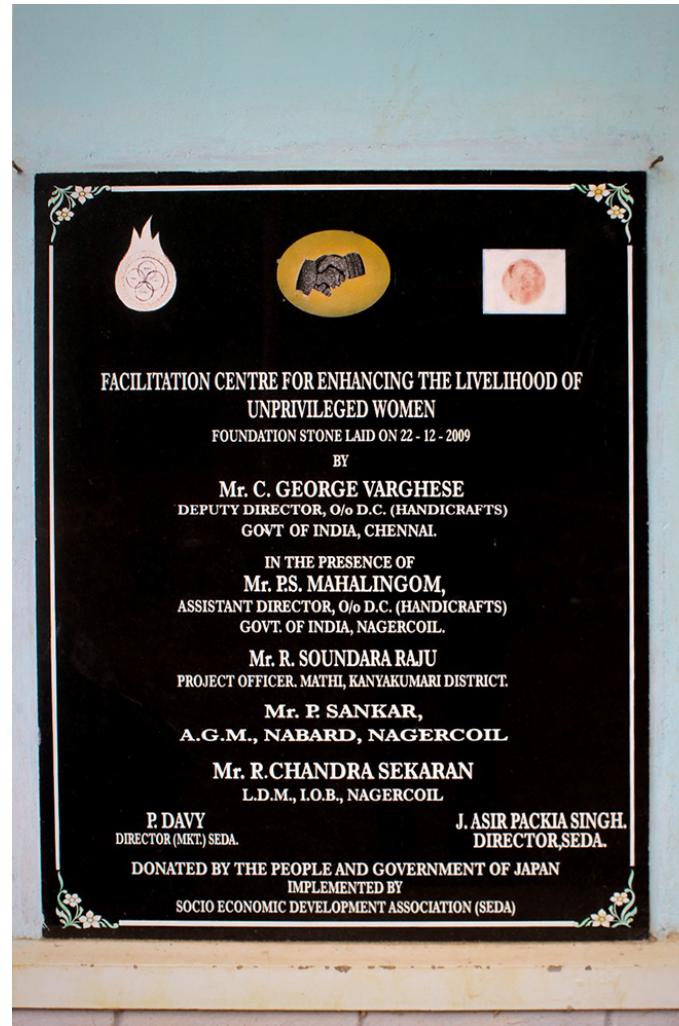 FACILITATION CENTRE FOR ENHANCING THE LIVELIHOOD OF
UNPRIVILEGED WOMEN
FOUNDATION STONE LAID ON 22 - 12 - 2009
BY
Mr. C. GEORGE VARGHESE
DEPUTY DIRECTOR, O/o D.C. (HANDICRAFTS)
GOVT OF INDIA, CHENNAI.
IN THE PRESENCE OF
Mr. P.S. MAHALINGOM,
ASSISTANT DIRECTOR, O/o D.C. (HANDICRAFTS)
GOVT. OF INDIA, NAGERCOIL.
Mr. R. SOUNDARA RAJU
PROJECT OFFICER. MATHI, KANYAKUMARI DISTRICT.
Mr. P. SANKAR,
A.G.M., NABARD, NAGERCOIL
Mr. R.CHANDRA SEKARAN
L.D.M., I.O.B., NAGERCOIL
P. DAVY
DIRECTOR (MKT.) SEDA.
J. ASIR PACKIA SINGH.
DIRECTOR,SEDA.
DONATED BY THE PEOPLE AND GOVERNMENT OF JAPAN
IMPLEMENTED BY
SOCIO ECONOMIC DEVELOPMENT ASSOCIATION (SEDA)